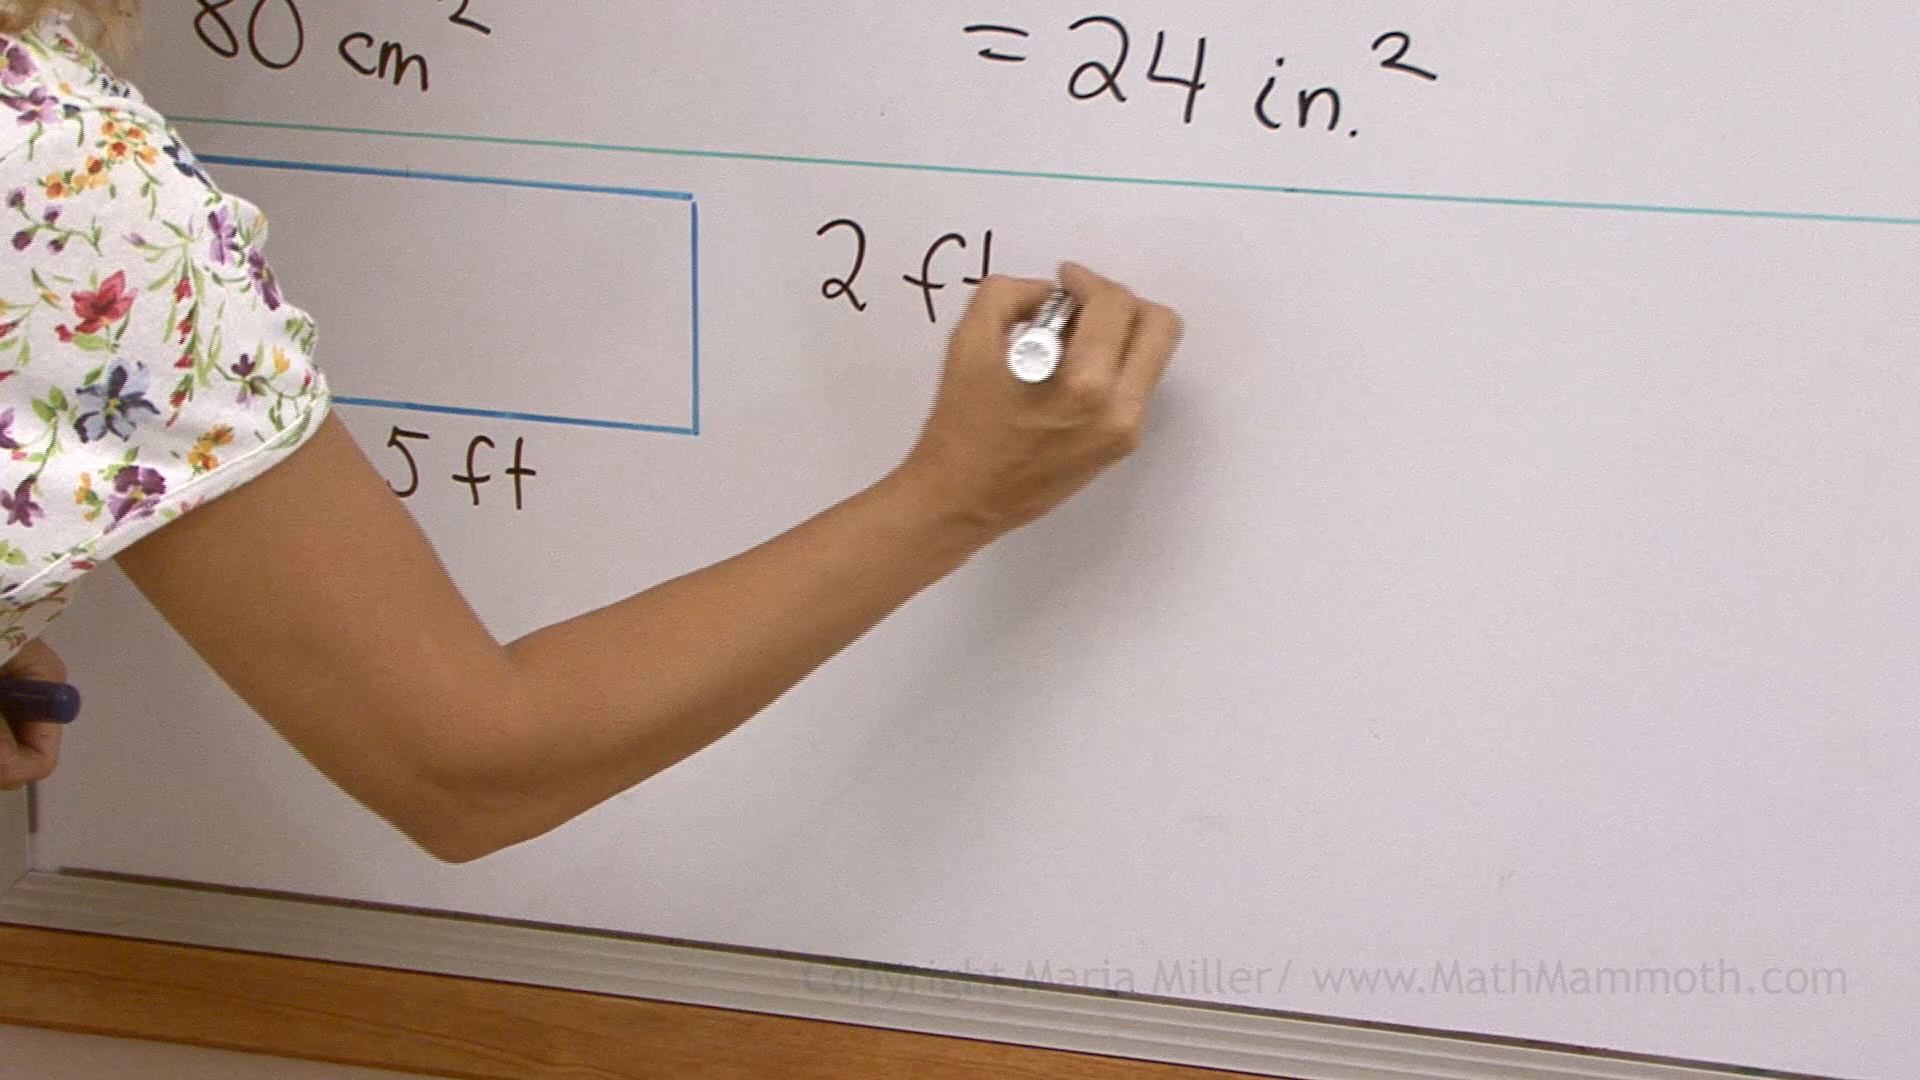 80 cm²
= 24 in.²
2 ft
5 ft
Copyright Maria Miller/ www.MathMammoth.com